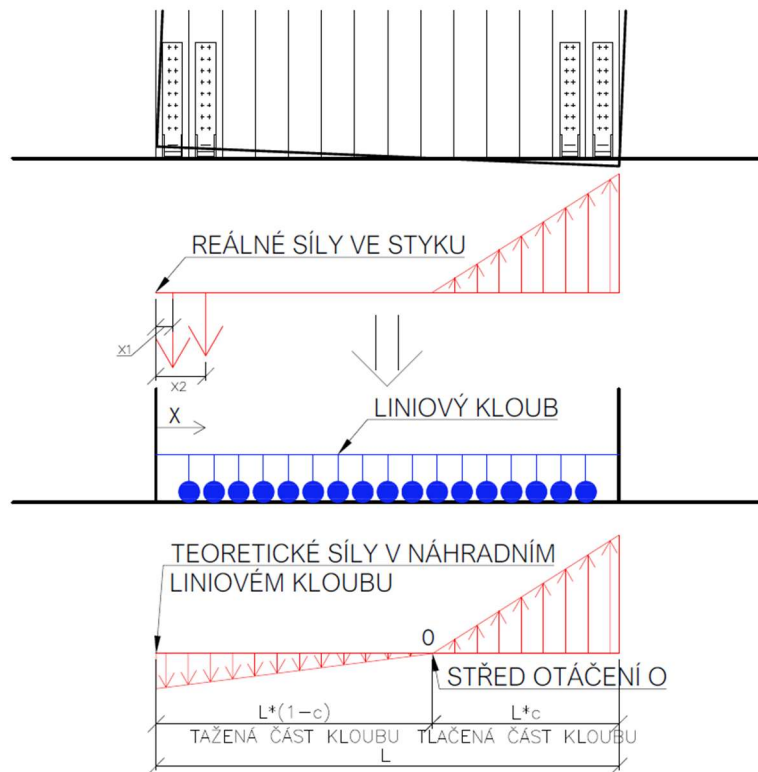 REÁLNÉ SÍLY VE STYKU
X1
X2
LINIOVÝ KLOUB
X
TEORETICKÉ SÍLY V NÁHRADNÍM
LINIOVÉM KLOUBU
O
STŘED OTÁČENÍ O
L*(1-c)
L*c
TAŽENÁ ČÁST KLOUBU
TLAČENÁ ČÁST KLOUBU
L